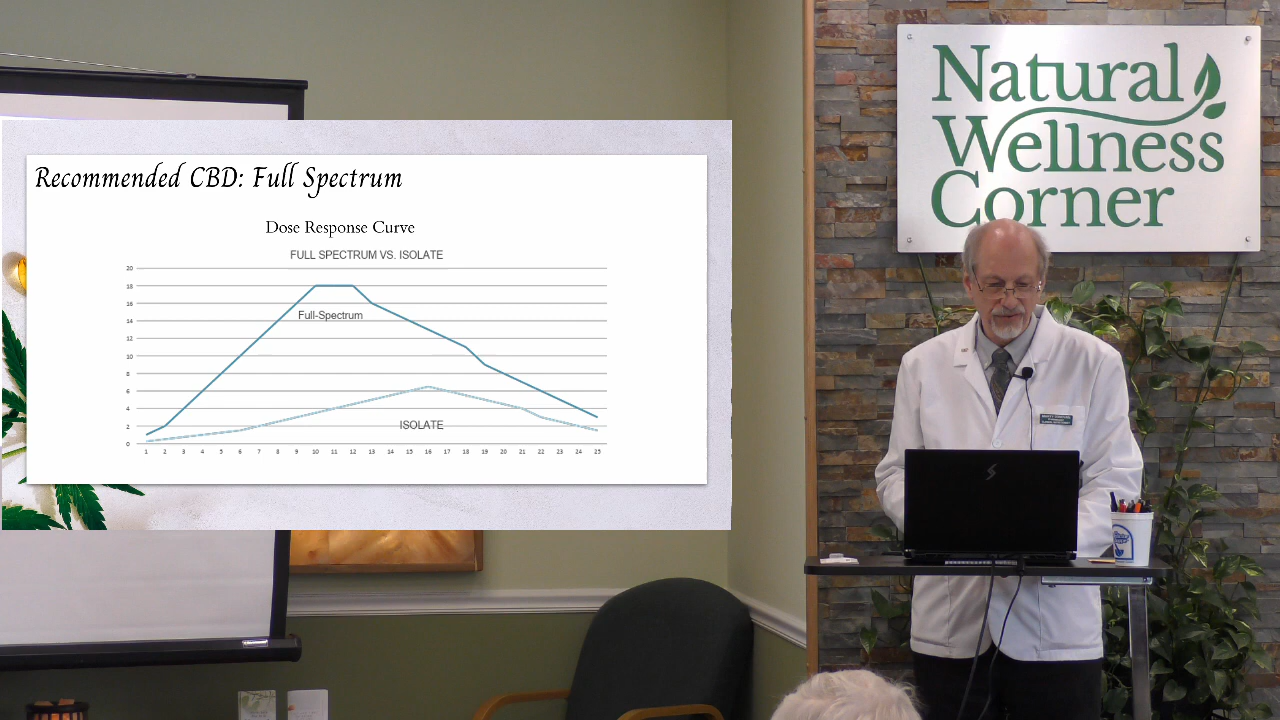 Recommended CBD: Full Spectrum
Dose Response Curve
FULL SPECTRUM VS. ISOLATE
20
18
16
14
12
10
8
6
4
2
0
Full-Spectrum
ISOLATE
1 2 3 4 5 6 7 8 9 10 11 12 13 14 15 16 17 18 19 20 21 22 23 24 25
Natural
Wellness
Corner